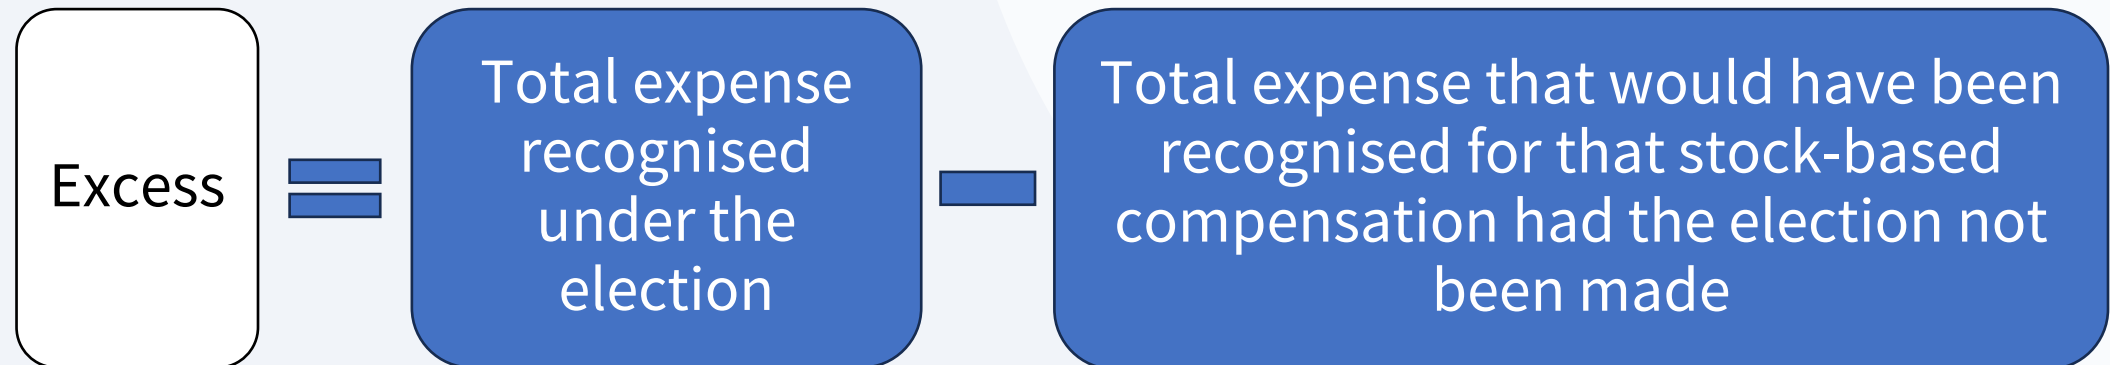 Excess
Total expense
recognised
under the
election
Total expense that would have been
recognised for that stock-based
compensation had the election not
been made